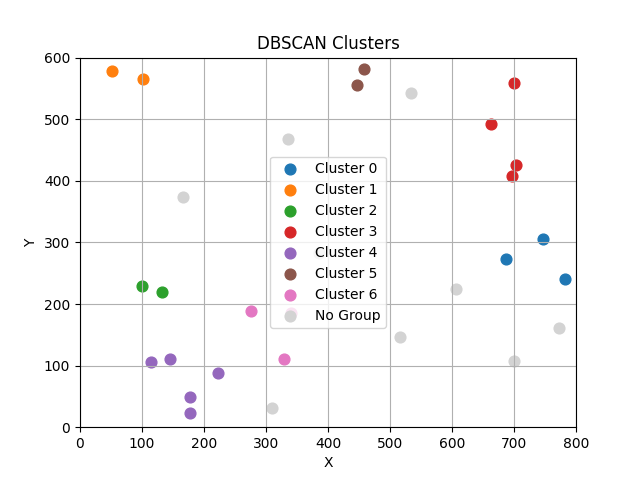 DBSCAN Clusters
600
500
400
300
200
100
0
Y
Cluster 0
Cluster 1
Cluster 2
Cluster 3
Cluster 4
Cluster 5
Cluster 6
No Group
0 100 200 300 400 500 600 700 800
X